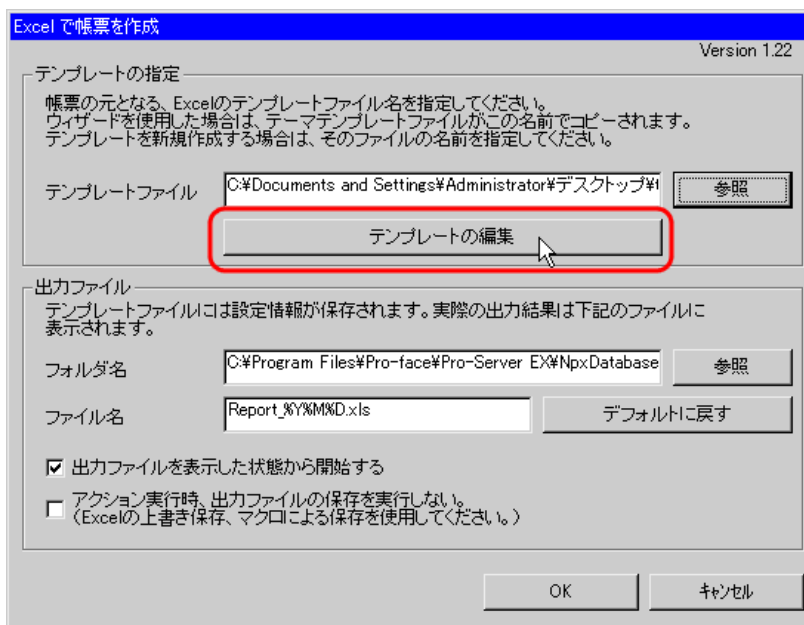 Excel で帳票を作成
Version 1.22
テンプレートの指定
帳票の元となる、Excelのテンプレートファイル名を指定してください。
ウィザードを使用した場合は、テーマテンプレートファイルがこの名前でコピーされます。
テンプレートを新規作成する場合は、そのファイルの名前を指定してください。
テンプレートファイル
C:¥Documents and Settings¥Administrator¥デスクトップ¥t
参照
テンプレートの編集
出力ファイル
テンプレートファイルには設定情報が保存されます。実際の出力結果は下記のファイルに
表示されます。
フォルダ名
C:¥Program Files¥Pro-face¥Pro-Server EX¥NpxDatabase
参照
ファイル名
Report_%Y%M%D.xls
デフォルトに戻す
出力ファイルを表示した状態から開始する
アクション実行時、出力ファイルの保存を実行しない。
（Excelの上書き保存、マクロによる保存を使用してください。）
OK
キャンセル